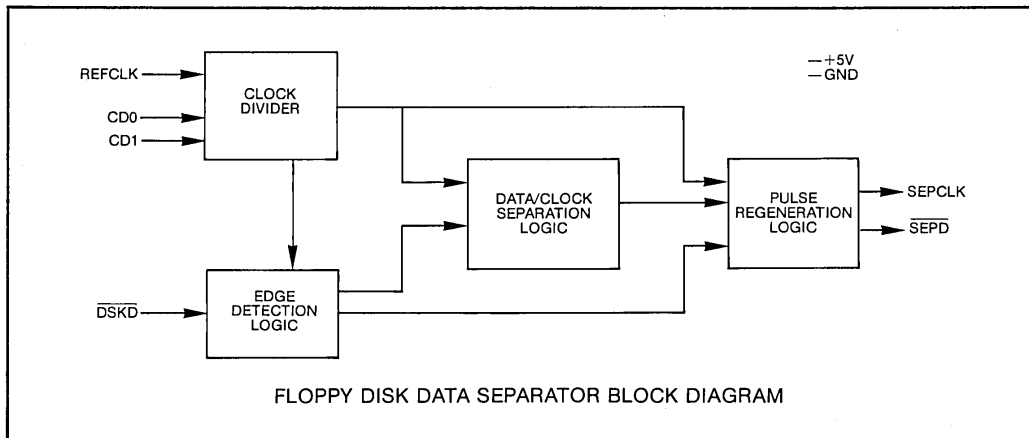 REFCLK
CD0
CD1
CLOCK
DIVIDER
—+5V
—GND
DATA/CLOCK
SEPARATION
LOGIC
PULSE
REGENERATION
LOGIC
SEPCLK
SEPD
DSKD
EDGE
DETECTION
LOGIC
FLOPPY DISK DATA SEPARATOR BLOCK DIAGRAM